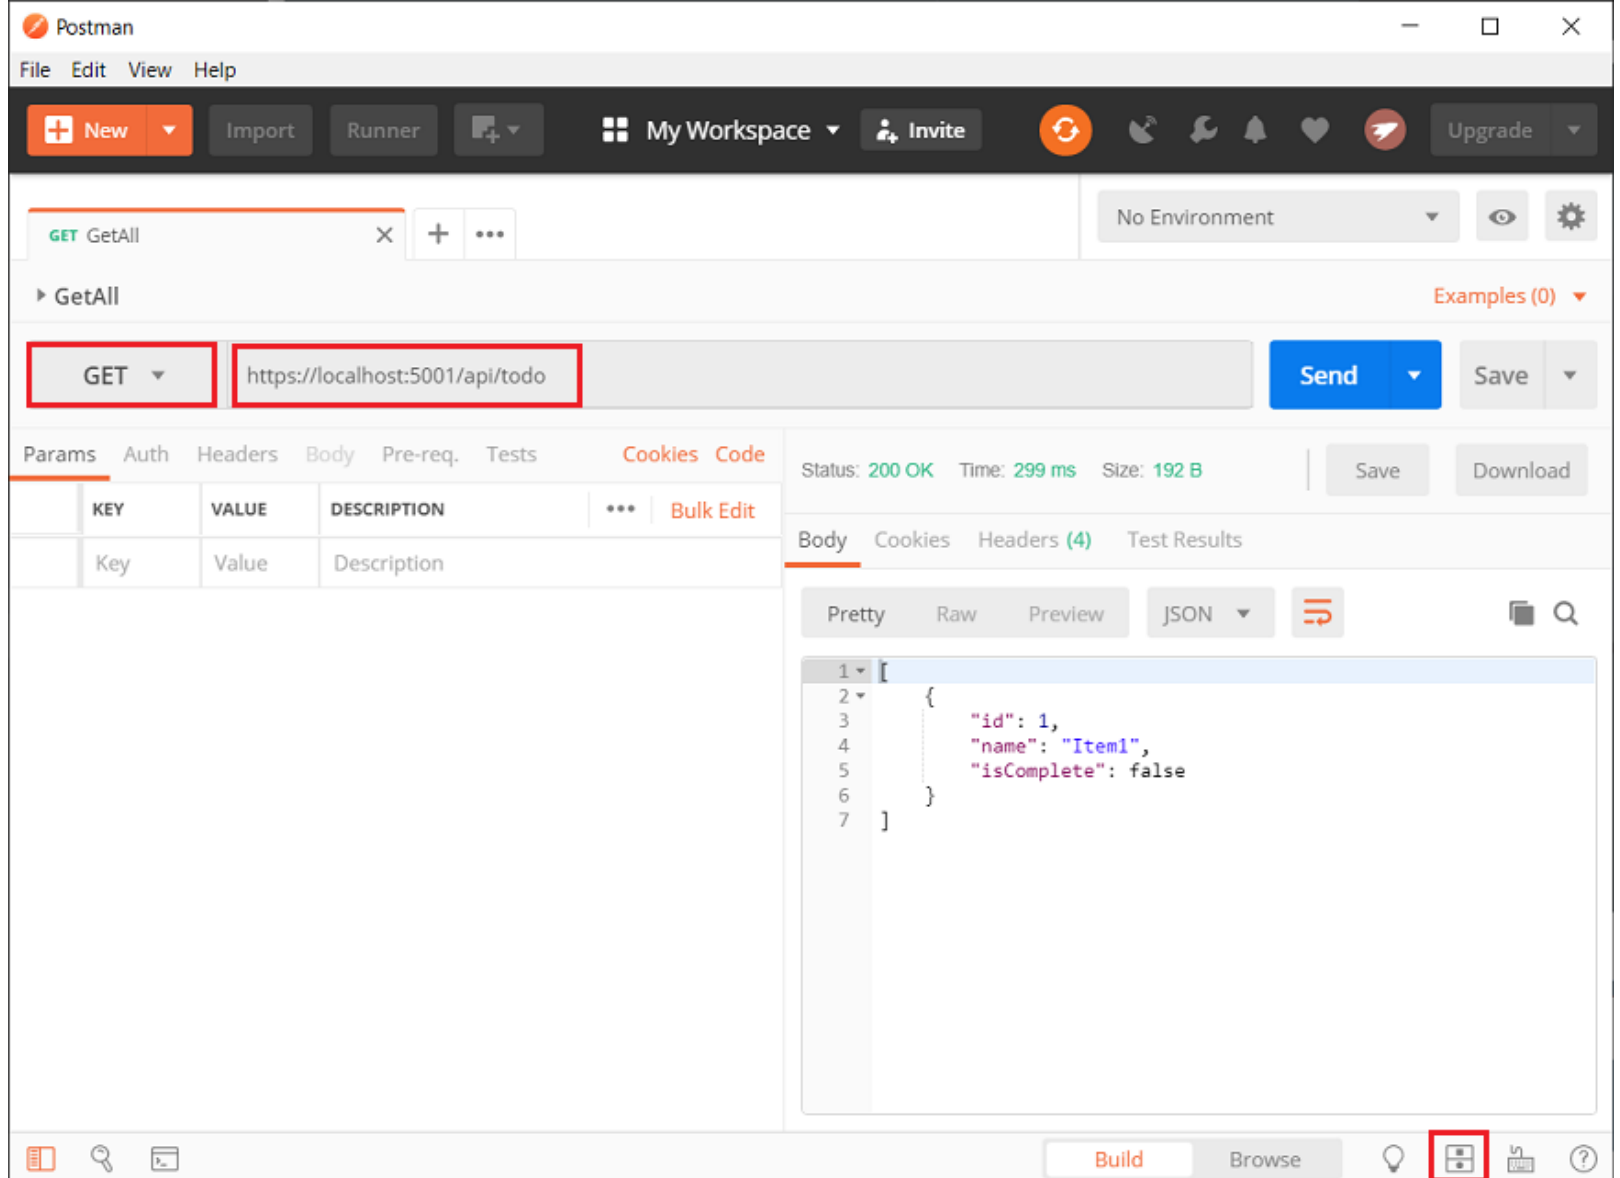 Postman
File Edit View Help
New Import Runner My Workspace Invite Upgrade
GET GetAll No Environment
GetAll Examples (0)
GET https://localhost:5001/api/todo Send Save
Params Auth Headers Body Pre-req. Tests Cookies Code
Status: 200 OK Time: 299 ms Size: 192 B Save Download
KEY VALUE DESCRIPTION Bulk Edit
Key Value Description
Body Cookies Headers (4) Test Results
Pretty Raw Preview JSON
1 [
2 {
3 "id": 1,
4 "name": "Item1",
5 "isComplete": false
6 }
7 ]
Build Browse